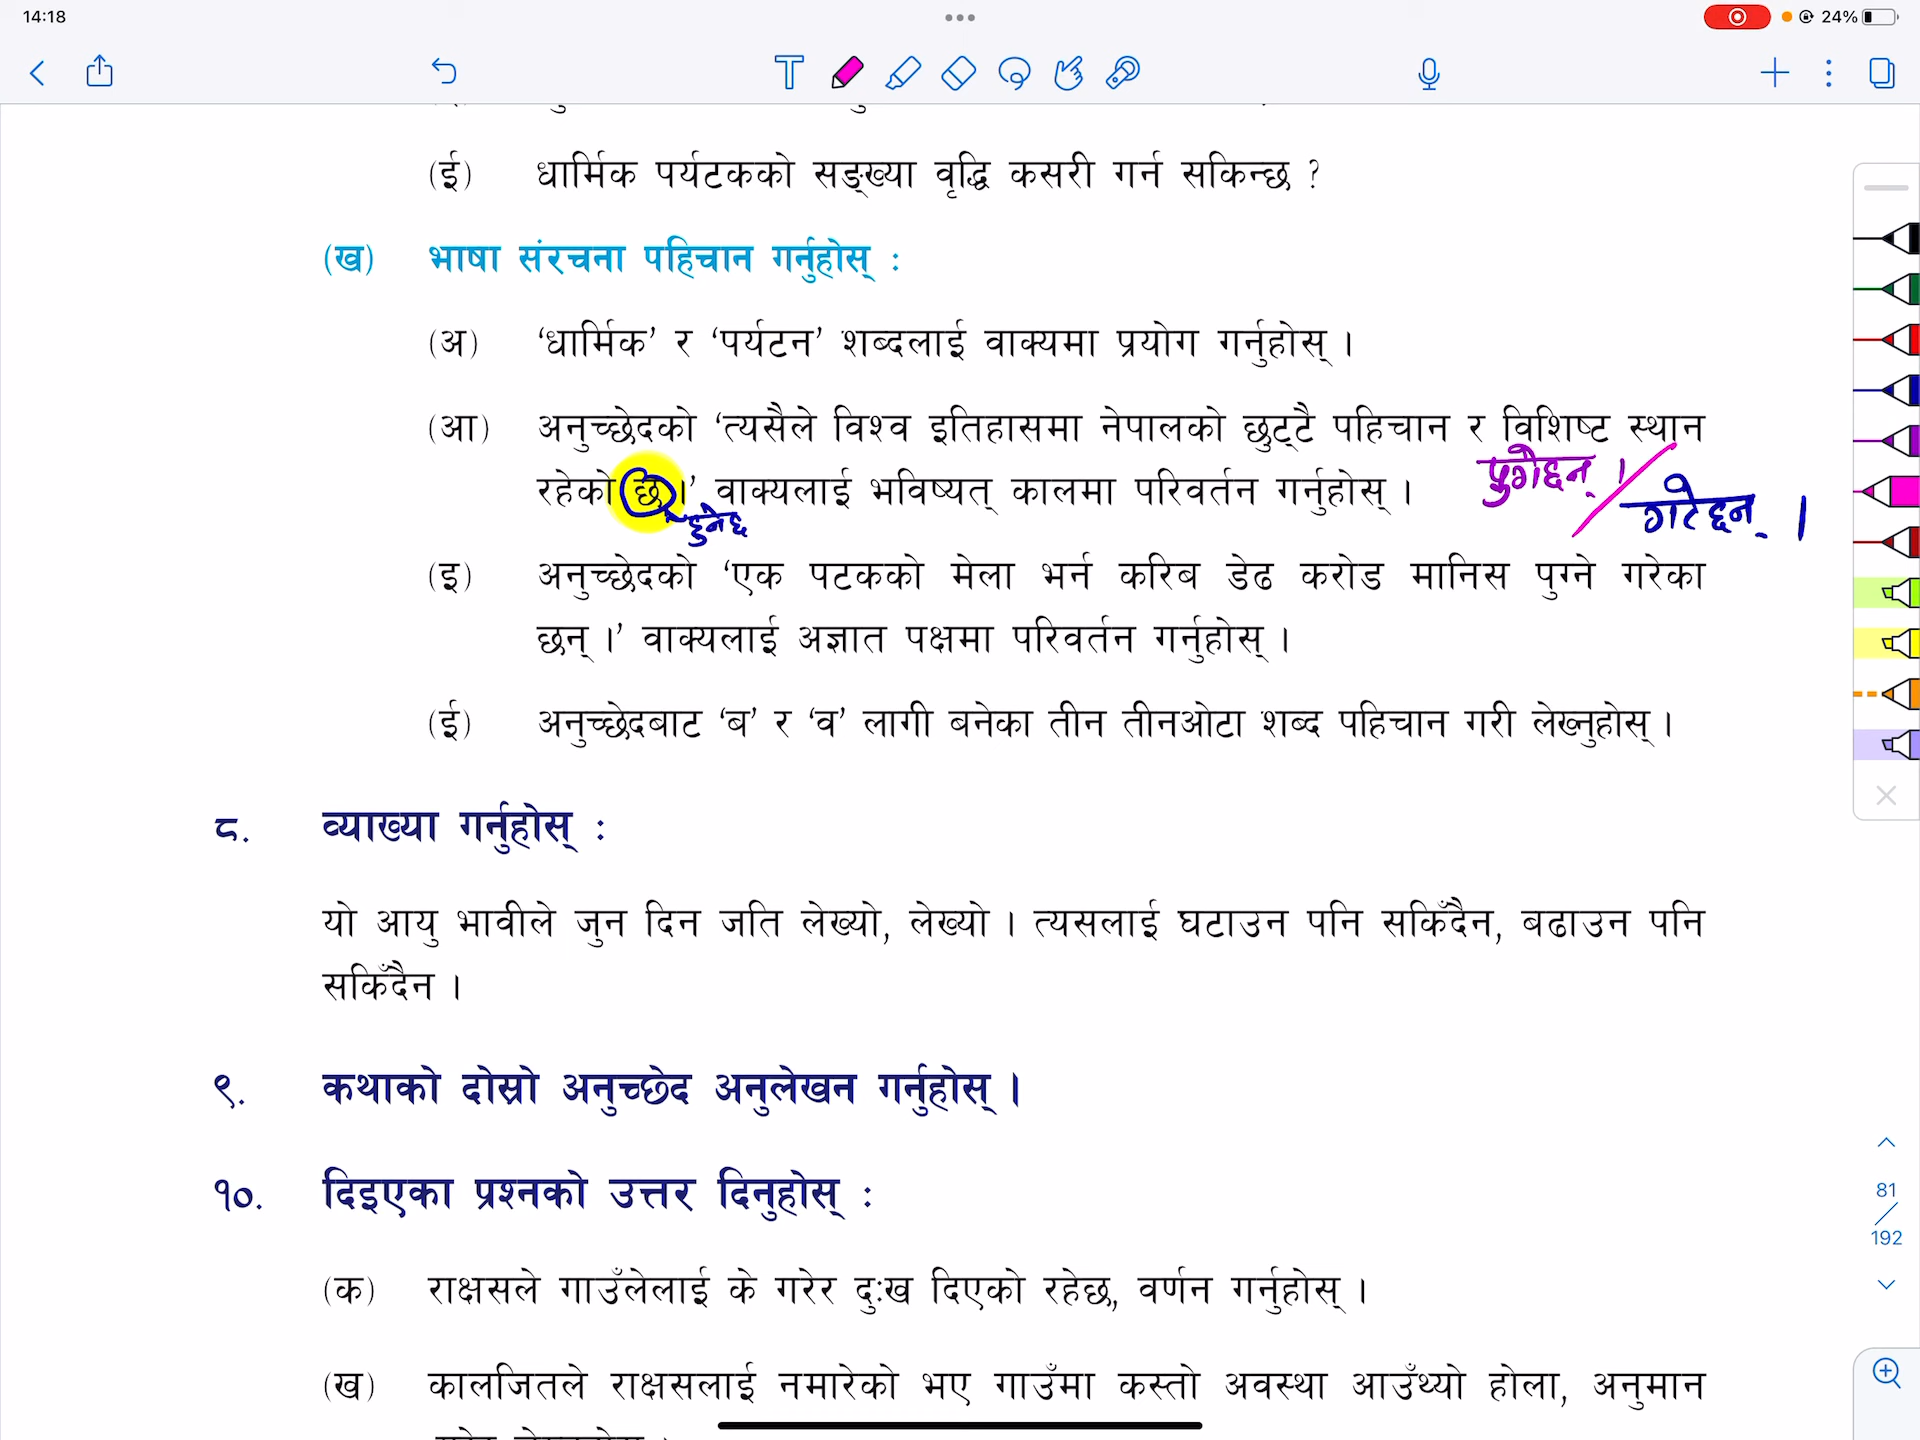 14:18
24%
(ई) धार्मिक पर्यटकको सङ्ख्या वृद्धि कसरी गर्न सकिन्छ ?
(ख) भाषा संरचना पहिचान गर्नुहोस् :
(अ) ‘धार्मिक’ र ‘पर्यटन’ शब्दलाई वाक्यमा प्रयोग गर्नुहोस् ।
(आ) अनुच्छेदको ‘त्यसैले विश्व इतिहासमा नेपालको छुट्टै पहिचान र विशिष्ट स्थान
रहेको छ ।’ वाक्यलाई भविष्यत् कालमा परिवर्तन गर्नुहोस् । पुगेछन् । / गरेछन् ।
हुनेछ
(इ) अनुच्छेदको ‘एक पटकको मेला भर्न करिब डेढ करोड मानिस पुग्ने गरेका
छन् ।’ वाक्यलाई अज्ञात पक्षमा परिवर्तन गर्नुहोस् ।
(ई) अनुच्छेदबाट ‘ब’ र ‘व’ लागी बनेका तीन तीनओटा शब्द पहिचान गरी लेख्नुहोस् ।
८. व्याख्या गर्नुहोस् :
यो आयु भावीले जुन दिन जति लेख्यो, लेख्यो । त्यसलाई घटाउन पनि सकिँदैन, बढाउन पनि
सकिँदैन ।
९. कथाको दोस्रो अनुच्छेद अनुलेखन गर्नुहोस् ।
१०. दिइएका प्रश्नको उत्तर दिनुहोस् :
(क) राक्षसले गाउँलेलाई के गरेर दुःख दिएको रहेछ, वर्णन गर्नुहोस् ।
(ख) कालजितले राक्षसलाई नमारेको भए गाउँमा कस्तो अवस्था आउँथ्यो होला, अनुमान
81
/
192